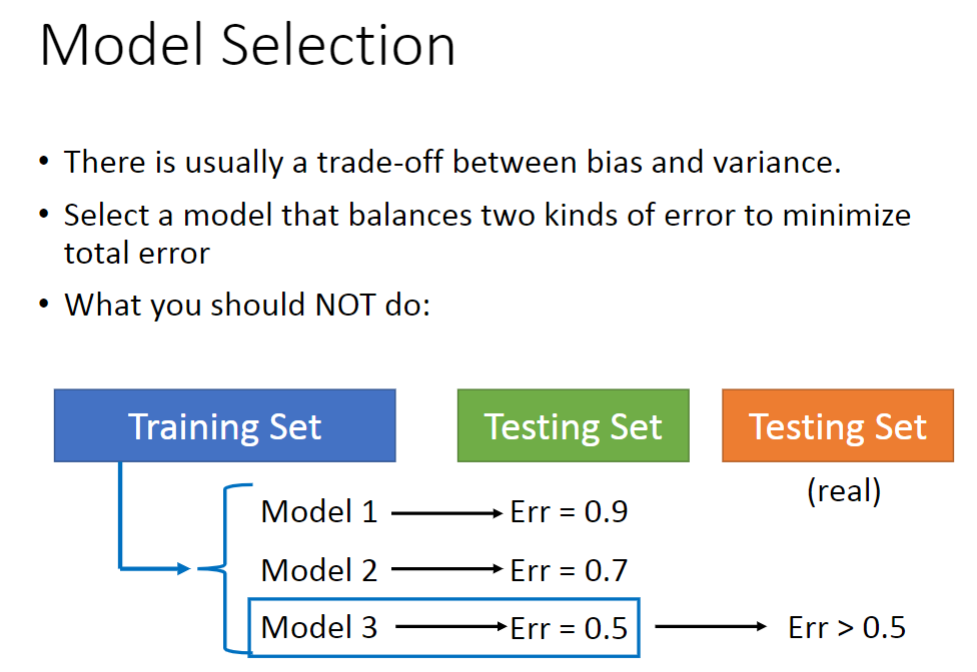 Model Selection
• There is usually a trade-off between bias and variance.
• Select a model that balances two kinds of error to minimize
total error
• What you should NOT do:
Training Set
Testing Set
Testing Set
(real)
Model 1
Err = 0.9
Model 2
Err = 0.7
Model 3
Err = 0.5
Err > 0.5